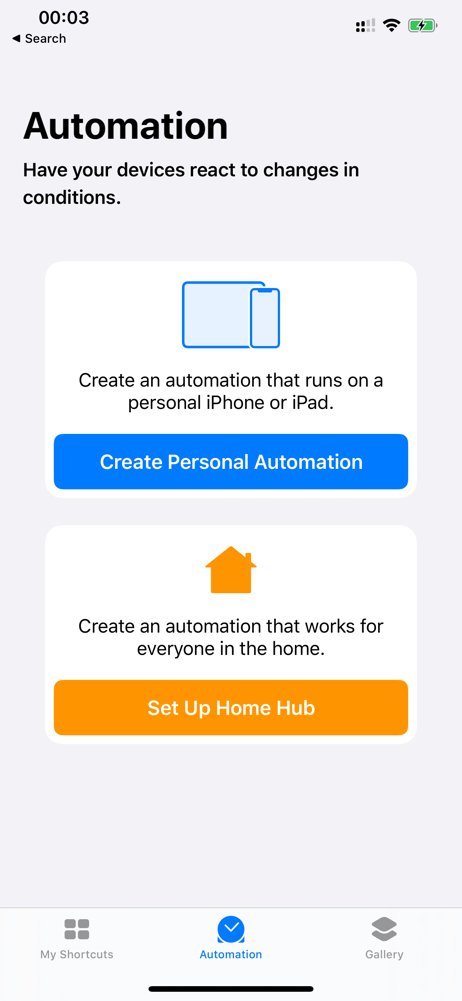 00:03
◀ Search
Automation
Have your devices react to changes in
conditions.
Create an automation that runs on a
personal iPhone or iPad.
Create Personal Automation
Create an automation that works for
everyone in the home.
Set Up Home Hub
My Shortcuts
Automation
Gallery